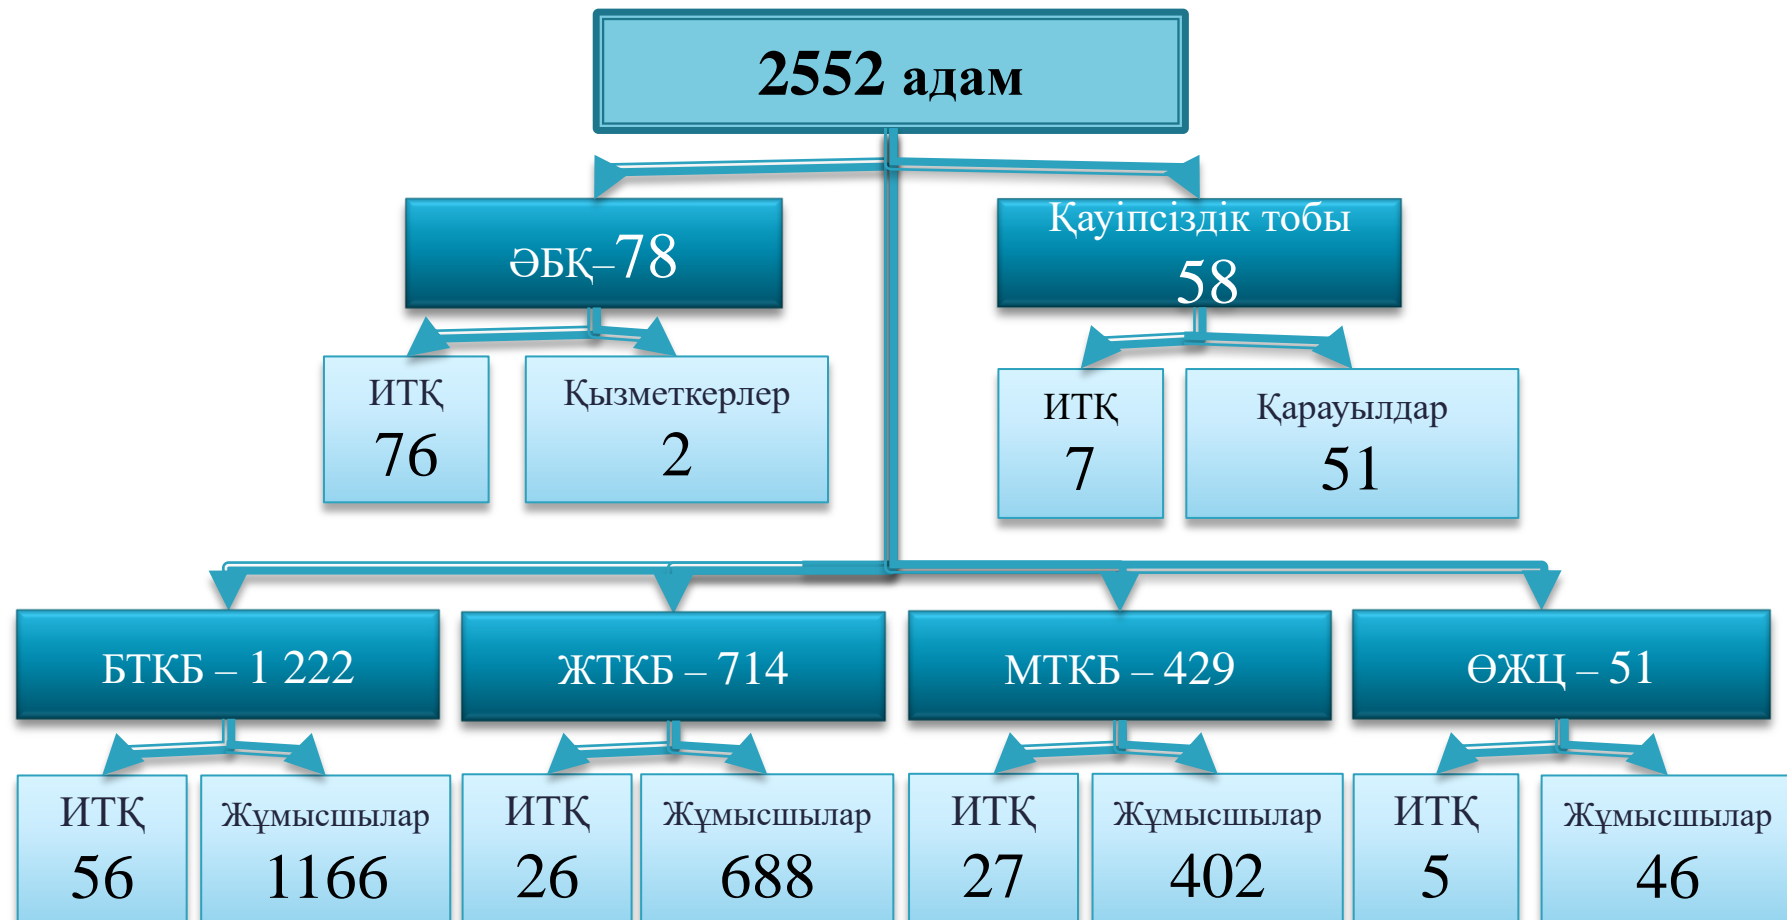 2552 адам
ӘБҚ–78
Қауіпсіздік тобы
58
ИТҚ
76
Қызметкерлер
2
ИТҚ
7
Қарауылдар
51
БТКБ – 1 222
ЖТКБ – 714
МТКБ – 429
ӨЖЦ – 51
ИТҚ
56
Жұмысшылар
1166
ИТҚ
26
Жұмысшылар
688
ИТҚ
27
Жұмысшылар
402
ИТҚ
5
Жұмысшылар
46